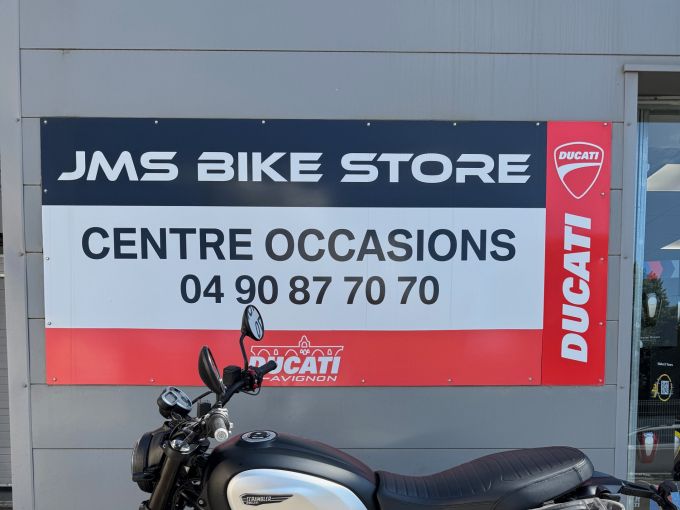 JMS BIKE STORE
CENTRE OCCASIONS
04 90 87 70 70
DUCATI
AVIGNON
DUCATI
DUCATI
SCRAMBLER